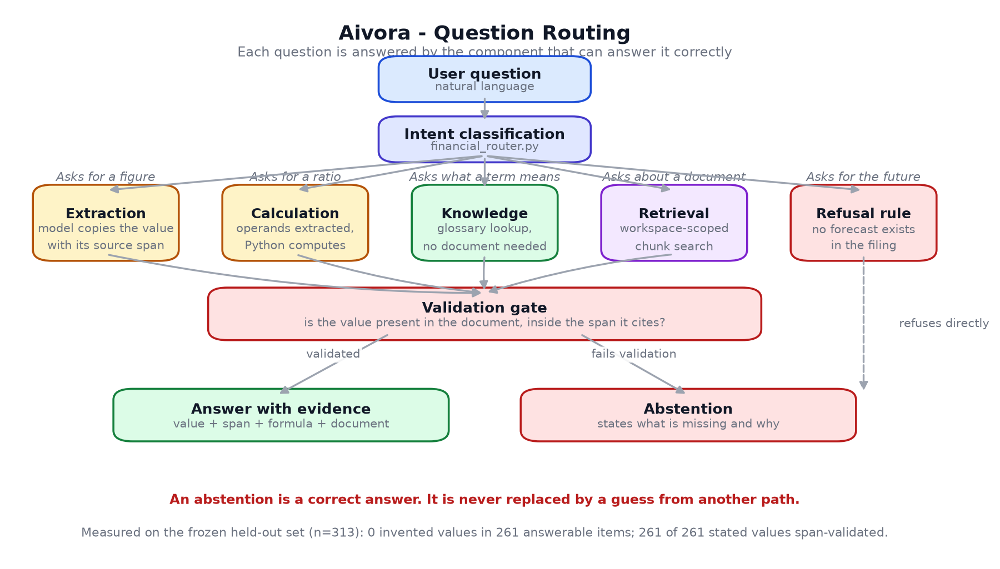 Aivora - Question Routing
Each question is answered by the component that can answer it correctly
User question
natural language
Intent classification
financial_router.py
Asks for a figure
Asks for a ratio
Asks what a term means
Asks about a document
Asks for the future
Extraction
model copies the value
with its source span
Calculation
operands extracted,
Python computes
Knowledge
glossary lookup,
no document needed
Retrieval
workspace-scoped
chunk search
Refusal rule
no forecast exists
in the filing
Validation gate
is the value present in the document, inside the span it cites?
refuses directly
validated
fails validation
Answer with evidence
value + span + formula + document
Abstention
states what is missing and why
An abstention is a correct answer. It is never replaced by a guess from another path.
Measured on the frozen held-out set (n=313): 0 invented values in 261 answerable items; 261 of 261 stated values span-validated.